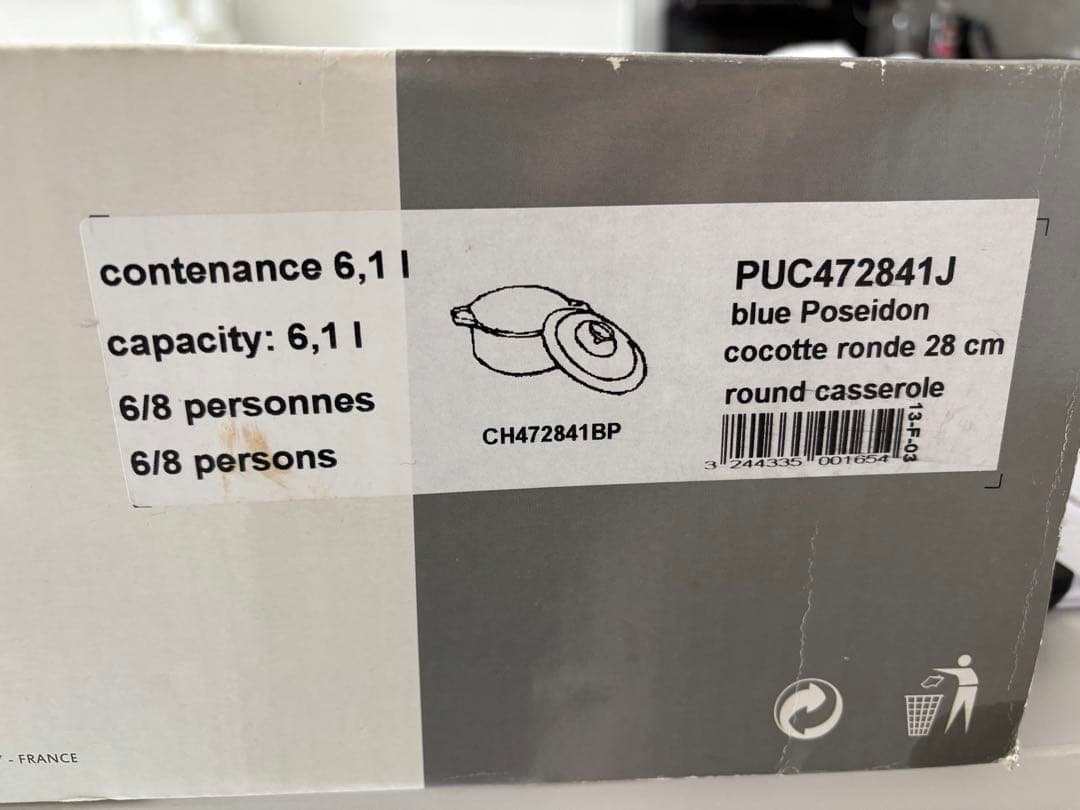 contenance 6,1 l
capacity: 6,1 l
6/8 personnes
6/8 persons
CH472841BP
PUC472841J
blue Poseidon
cocotte ronde 28 cm
round casserole
13-F-03
3 244335 001654
- FRANCE